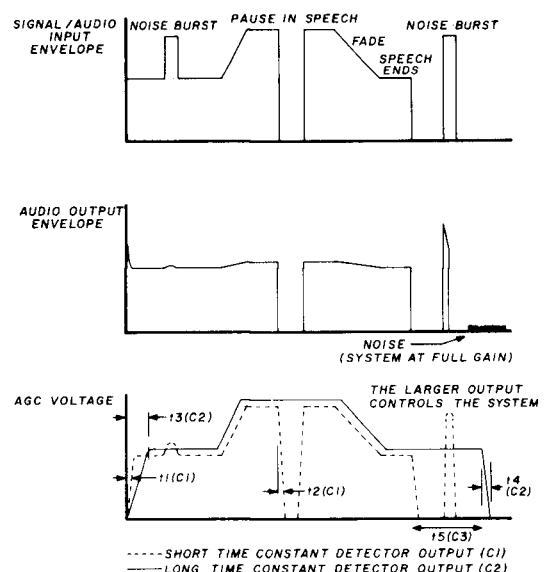 SIGNAL/AUDIO
INPUT
ENVELOPE
NOISE BURST
PAUSE IN SPEECH
NOISE BURST
FADE
SPEECH
ENDS
AUDIO OUTPUT
ENVELOPE
NOISE
(SYSTEM AT FULL GAIN)
AGC VOLTAGE
t3(C2)
THE LARGER OUTPUT
CONTROLS THE SYSTEM
t1(C1)
t2(C1)
t4
(C2)
t5(C3)
----SHORT TIME CONSTANT DETECTOR OUTPUT (C1)
——LONG TIME CONSTANT DETECTOR OUTPUT (C2)